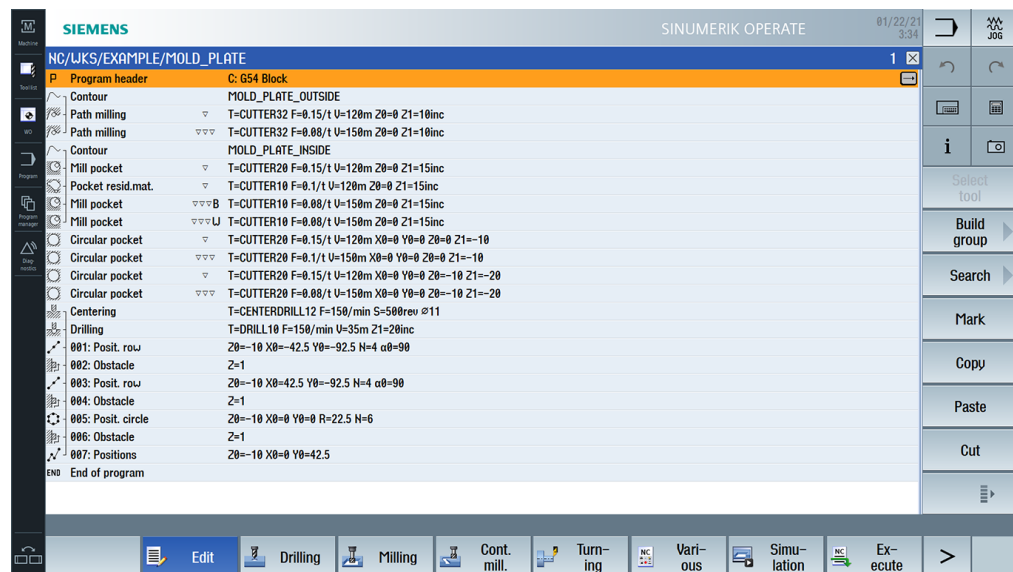 M
Machine
SIEMENS
SINUMERIK OPERATE
01/22/21
3:34
JOG
NC/WKS/EXAMPLE/MOLD_PLATE 1
P Program header C: G54 Block
Contour MOLD_PLATE_OUTSIDE
Path milling ▽ T=CUTTER32 F=0.15/t V=120m Z0=0 Z1=10inc
Path milling ▽▽▽ T=CUTTER32 F=0.08/t V=150m Z0=0 Z1=10inc
Contour MOLD_PLATE_INSIDE
Mill pocket ▽ T=CUTTER20 F=0.15/t V=120m Z0=0 Z1=15inc
Pocket resid.mat. ▽ T=CUTTER10 F=0.1/t V=120m Z0=0 Z1=15inc
Mill pocket ▽▽▽B T=CUTTER10 F=0.08/t V=150m Z0=0 Z1=15inc
Mill pocket ▽▽▽W T=CUTTER10 F=0.08/t V=150m Z0=0 Z1=15inc
Circular pocket ▽ T=CUTTER20 F=0.15/t V=120m X0=0 Y0=0 Z0=0 Z1=-10
Circular pocket ▽▽▽ T=CUTTER20 F=0.1/t V=150m X0=0 Y0=0 Z0=0 Z1=-10
Circular pocket ▽ T=CUTTER20 F=0.15/t V=120m X0=0 Y0=0 Z0=-10 Z1=-20
Circular pocket ▽▽▽ T=CUTTER20 F=0.08/t V=150m X0=0 Y0=0 Z0=-10 Z1=-20
Centering T=CENTERDRILL12 F=150/min S=500rev ⌀11
Drilling T=DRILL10 F=150/min V=35m Z1=20inc
001: Posit. row Z0=-10 X0=-42.5 Y0=-92.5 N=4 α0=90
002: Obstacle Z=1
003: Posit. row Z0=-10 X0=42.5 Y0=-92.5 N=4 α0=90
004: Obstacle Z=1
005: Posit. circle Z0=-10 X0=0 Y0=0 R=22.5 N=6
006: Obstacle Z=1
007: Positions Z0=-10 X0=0 Y0=42.5
END End of program
Tool list
WO
Program
Program
manager
Diag
nostics
i
Select
tool
Build
group
Search
Mark
Copy
Paste
Cut
Edit
Drilling
Milling
Cont.
mill.
Turn-
ing
NC
Vari-
ous
Simu-
lation
NC
Ex-
ecute
>